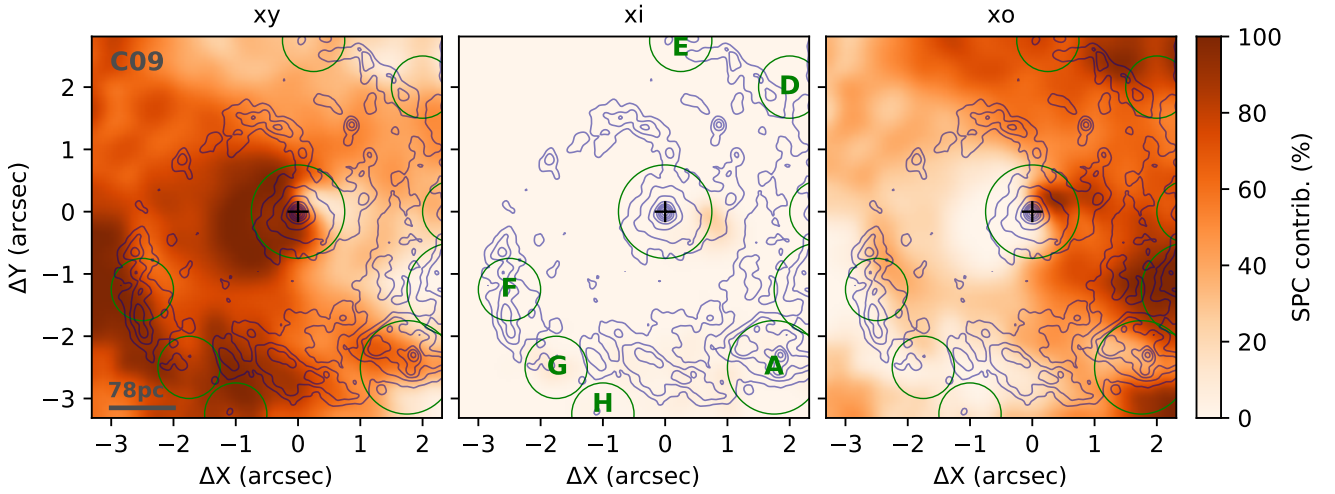 xy xi xo
C09
78pc
E
D
F
G
A
H
2
1
0
−1
−2
−3
ΔY (arcsec)
−3 −2 −1 0 1 2
ΔX (arcsec)
−3 −2 −1 0 1 2
ΔX (arcsec)
−3 −2 −1 0 1 2
ΔX (arcsec)
100
80
60
40
20
0
SPC contrib. (%)